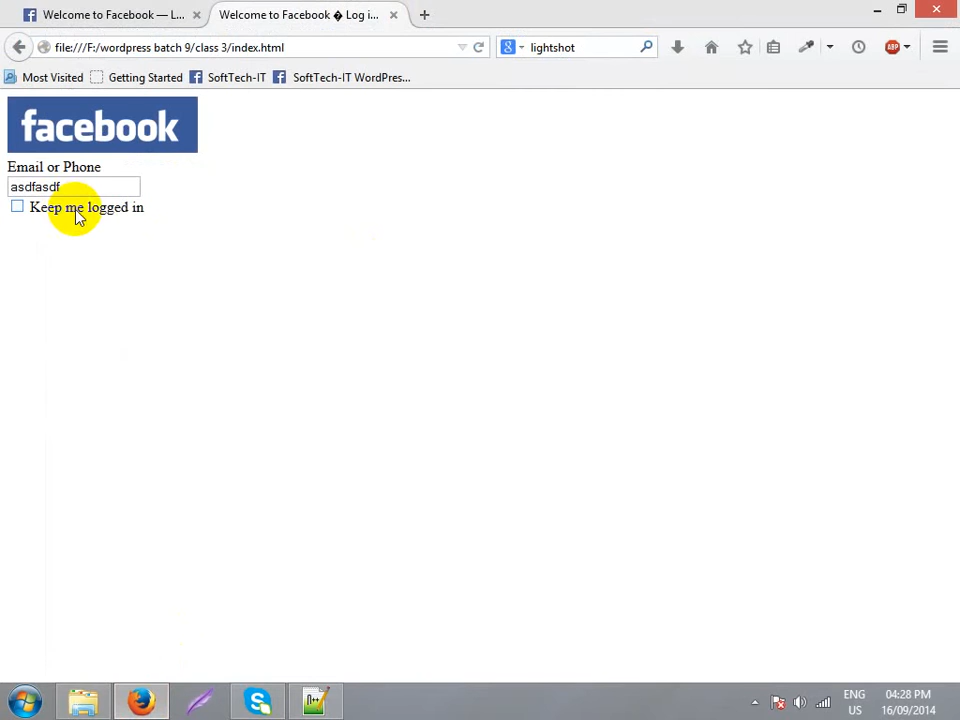 Welcome to Facebook — L...
Welcome to Facebook � Log i...
file:///F:/wordpress batch 9/class 3/index.html
lightshot
Most Visited
Getting Started
SoftTech-IT
SoftTech-IT WordPres...
facebook
Email or Phone
asdfasdf
Keep me logged in
ENG
US
04:28 PM
16/09/2014